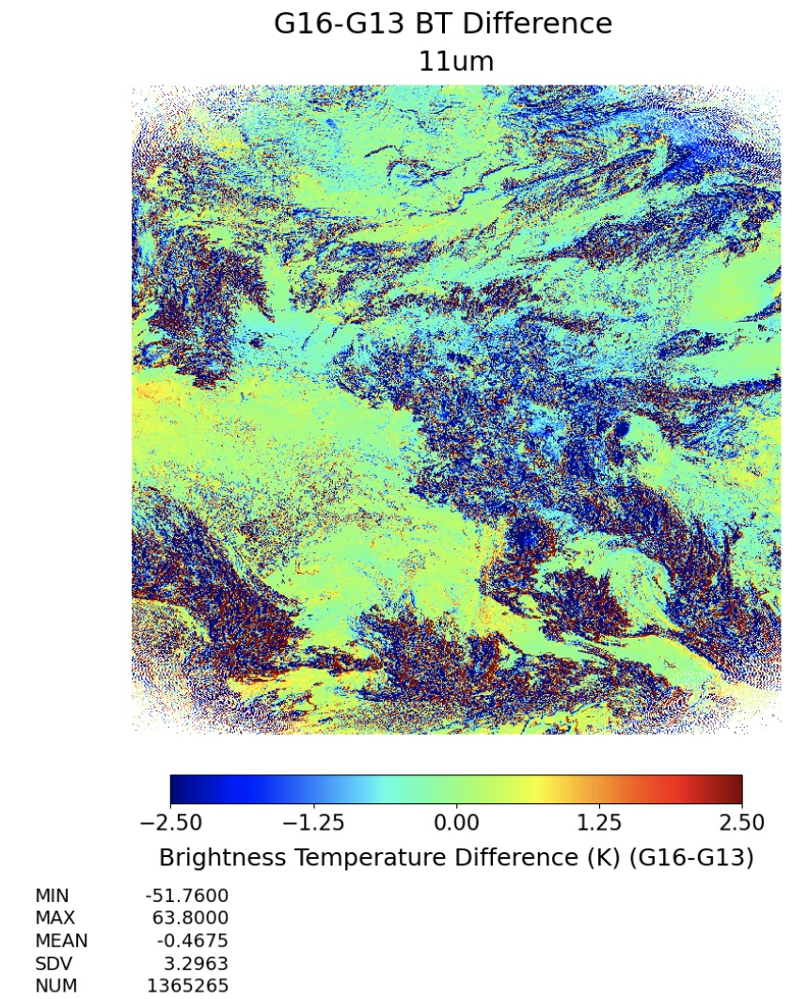 G16-G13 BT Difference
11um
−2.50 −1.25 0.00 1.25 2.50
Brightness Temperature Difference (K) (G16-G13)
MIN -51.7600
MAX 63.8000
MEAN -0.4675
SDV 3.2963
NUM 1365265